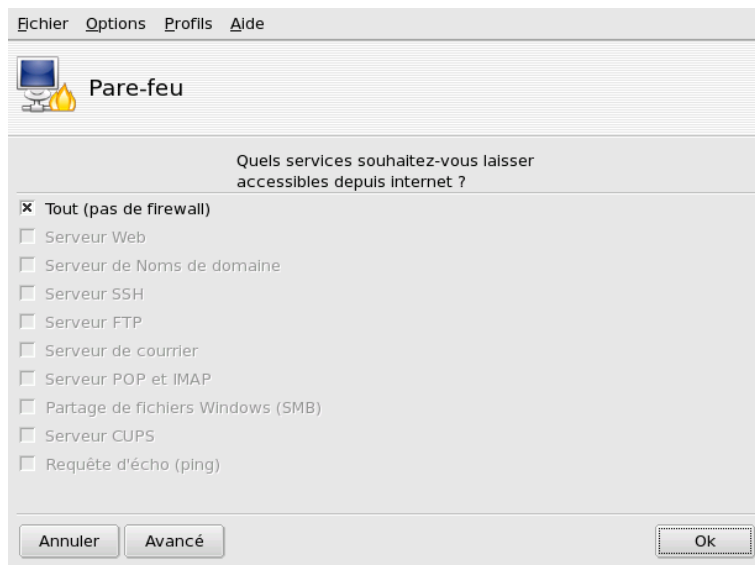 Fichier Options Profils Aide
Pare-feu
Quels services souhaitez-vous laisser
accessibles depuis internet ?
Tout (pas de firewall)
Serveur Web
Serveur de Noms de domaine
Serveur SSH
Serveur FTP
Serveur de courrier
Serveur POP et IMAP
Partage de fichiers Windows (SMB)
Serveur CUPS
Requête d'écho (ping)
Annuler Avancé Ok